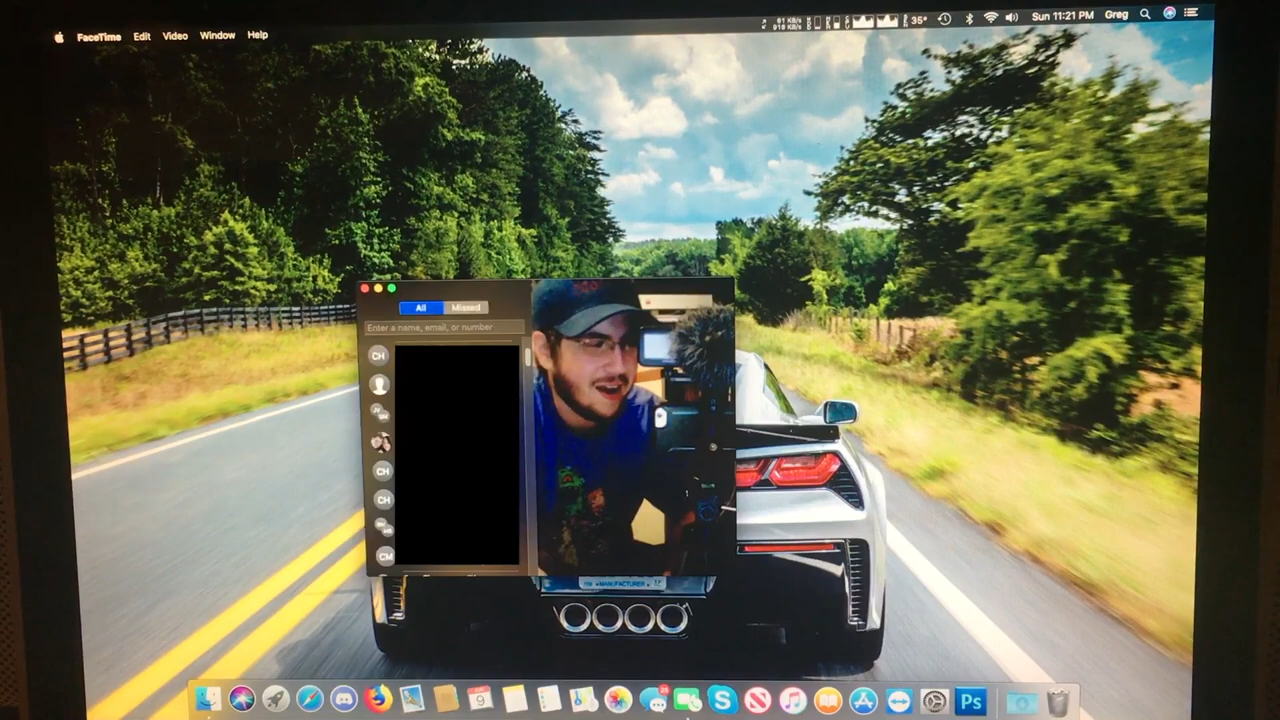 FaceTime Edit Video Window Help
35° Sun 11:21 PM Greg
All Missed
Enter a name, email, or number
CH
CH
CH
CM
MANUFACTURER
9
Ps